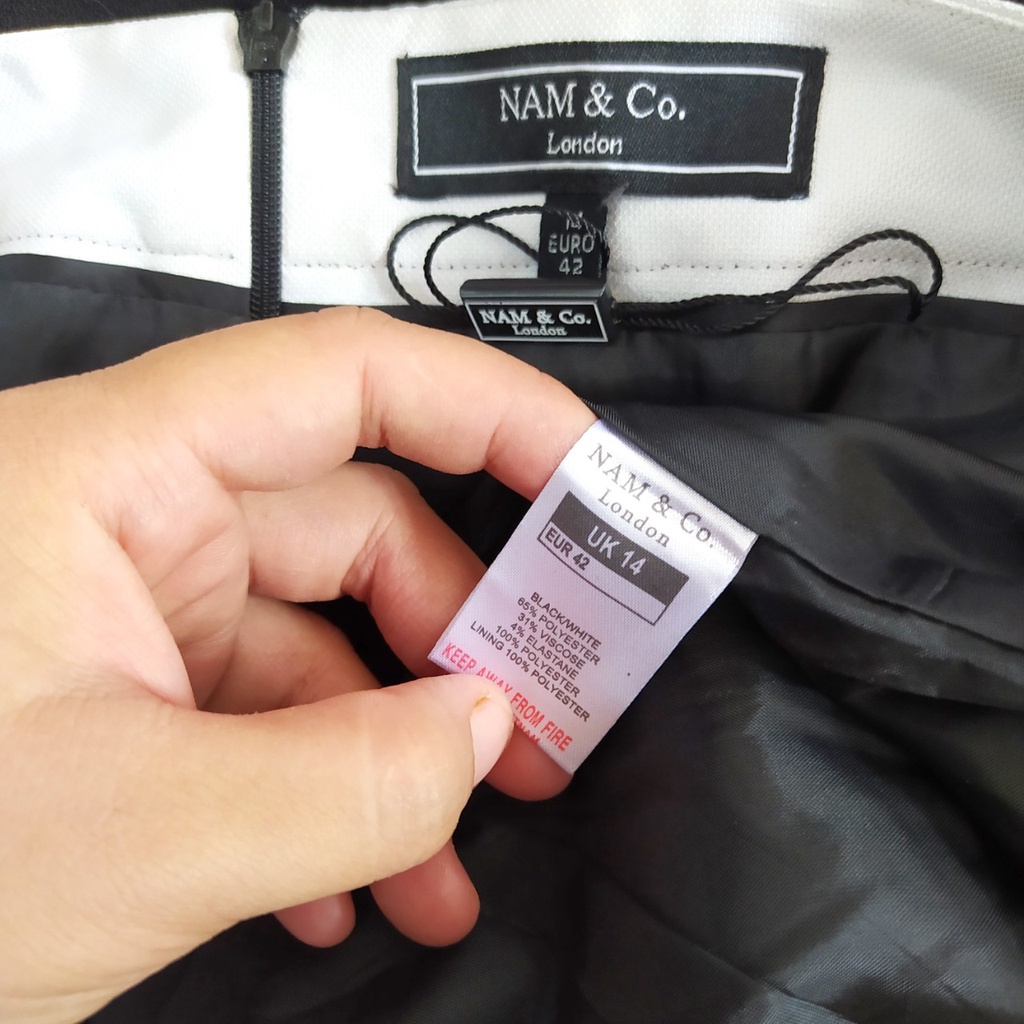 NAM & Co.
London
14
EURO
42
NAM & Co.
London
NAM & Co.
London
UK 14
EUR 42
BLACK/WHITE
65% POLYESTER
31% VISCOSE
4% ELASTANE
100% POLYESTER
LINING 100% POLYESTER
KEEP AWAY FROM FIRE